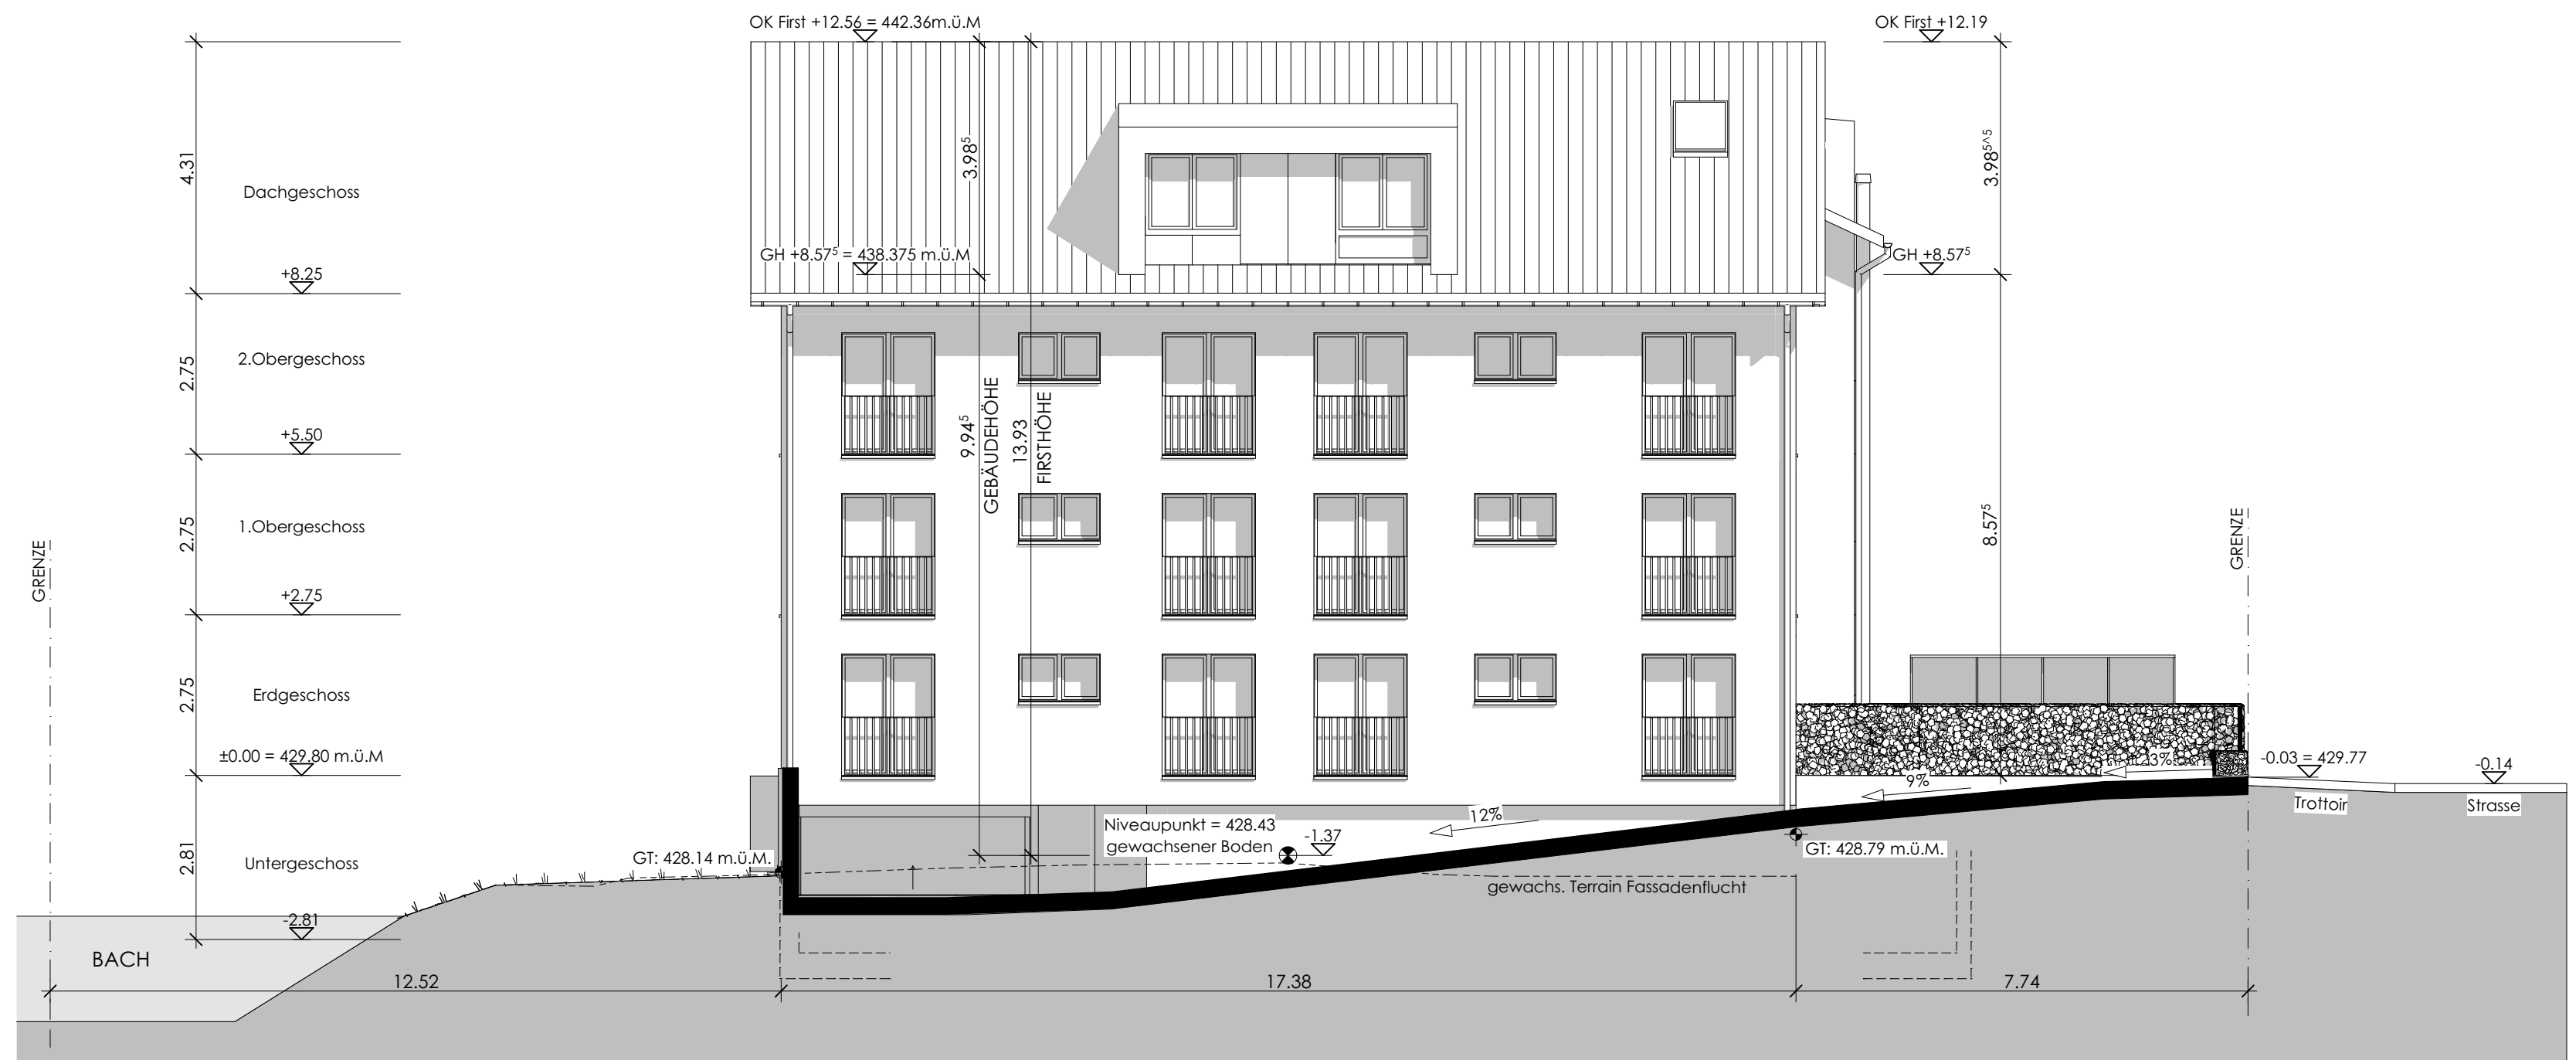 OK First +12.56 = 442.36m.ü.M
OK First +12.19
4.31
Dachgeschoss
3.98⁵
3.98⁵^⁵
GH +8.57⁵ = 438.375 m.ü.M
GH +8.57⁵
+8.25
2.75
2.Obergeschoss
9.94⁵
GEBÄUDEHÖHE
13.93
FIRSTHÖHE
+5.50
2.75
1.Obergeschoss
8.57⁵
GRENZE
GRENZE
+2.75
2.75
Erdgeschoss
±0.00 = 429.80 m.ü.M
-0.03 = 429.77
-0.14
9%
Trottoir
Strasse
12%
Niveaupunkt = 428.43
gewachsener Boden
-1.37
2.81
Untergeschoss
GT: 428.14 m.ü.M.
GT: 428.79 m.ü.M.
gewachs. Terrain Fassadenflucht
-2.81
BACH
12.52
17.38
7.74